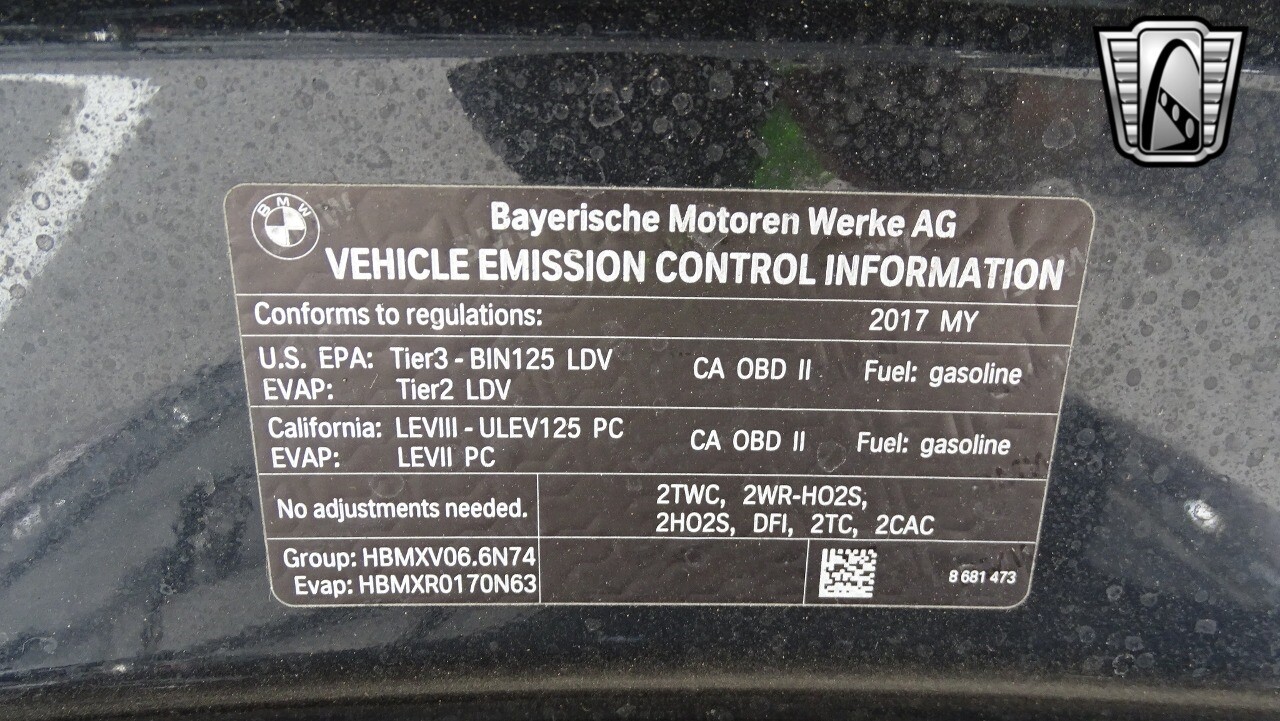 BMW
Bayerische Motoren Werke AG
VEHICLE EMISSION CONTROL INFORMATION
Conforms to regulations: 2017 MY
U.S. EPA: Tier3 - BIN125 LDV CA OBD II Fuel: gasoline
EVAP: Tier2 LDV
California: LEVIII - ULEV125 PC CA OBD II Fuel: gasoline
EVAP: LEVII PC
No adjustments needed. 2TWC, 2WR-HO2S,
2HO2S, DFI, 2TC, 2CAC
Group: HBMXV06.6N74
Evap: HBMXR0170N63
8 681 473